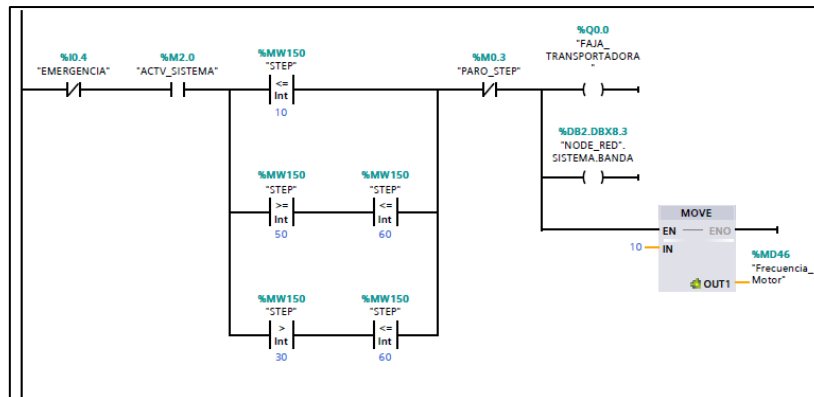 %I0.4
"EMERGENCIA"
%M2.0
"ACTV_SISTEMA"
%MW150
"STEP"
<=
Int
10
%M0.3
"PARO_STEP"
%Q0.0
"FAJA_
TRANSPORTADORA
"
%DB2.DBX8.3
"NODE_RED".
SISTEMA.BANDA
%MW150
"STEP"
>=
Int
50
%MW150
"STEP"
<=
Int
60
MOVE
EN
ENO
10
IN
%MD46
"Frecuencia_
Motor"
OUT1
%MW150
"STEP"
>
Int
30
%MW150
"STEP"
<=
Int
60